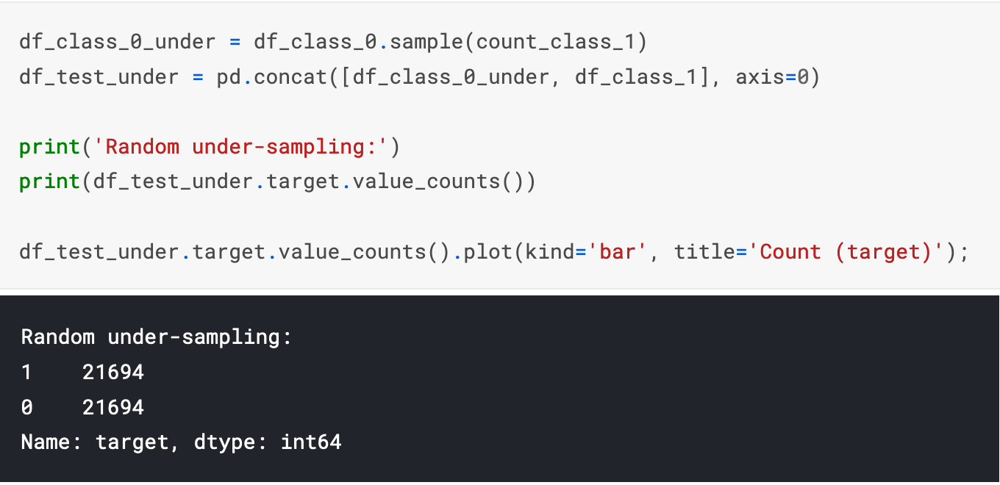 df_class_0_under = df_class_0.sample(count_class_1)
df_test_under = pd.concat([df_class_0_under, df_class_1], axis=0)
print('Random under-sampling:')
print(df_test_under.target.value_counts())
df_test_under.target.value_counts().plot(kind='bar', title='Count (target)');
Random under-sampling:
1    21694
0    21694
Name: target, dtype: int64